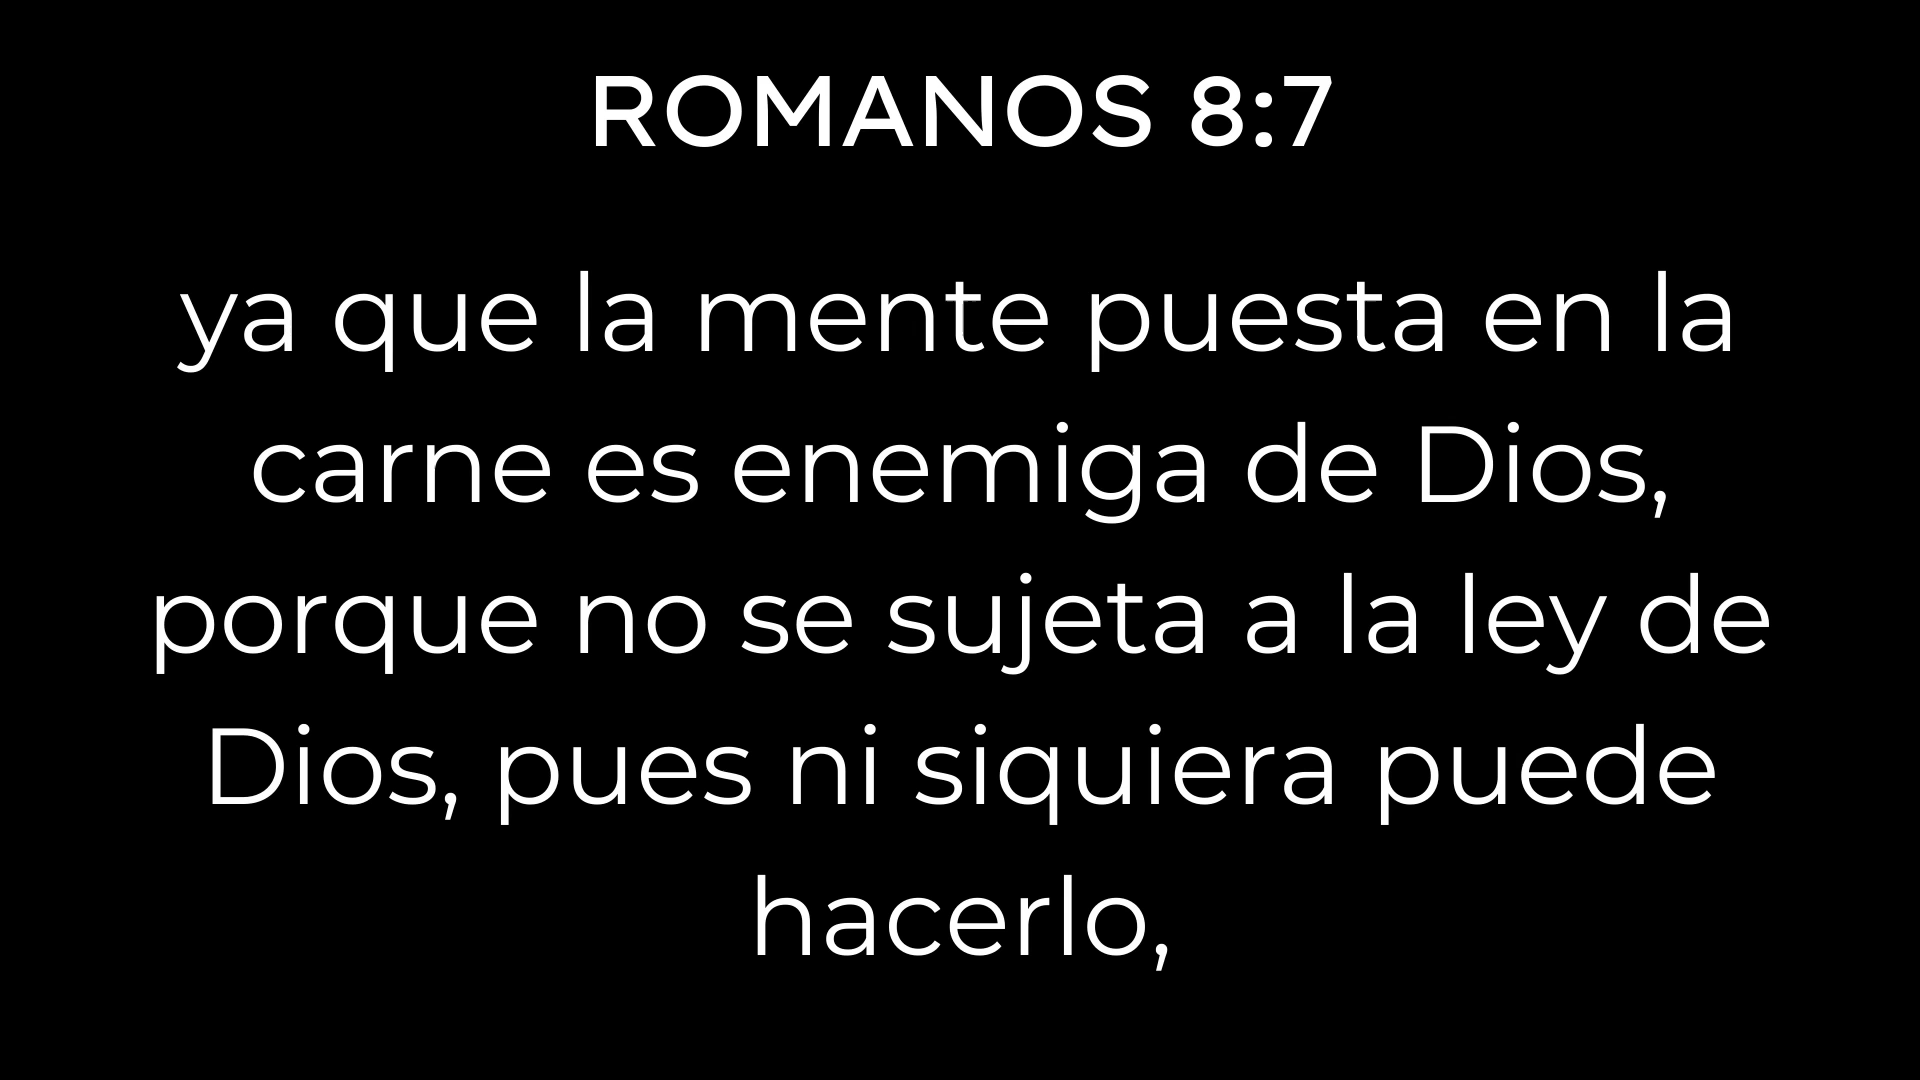 ROMANOS 8:7
ya que la mente puesta en la
carne es enemiga de Dios,
porque no se sujeta a la ley de
Dios, pues ni siquiera puede
hacerlo,